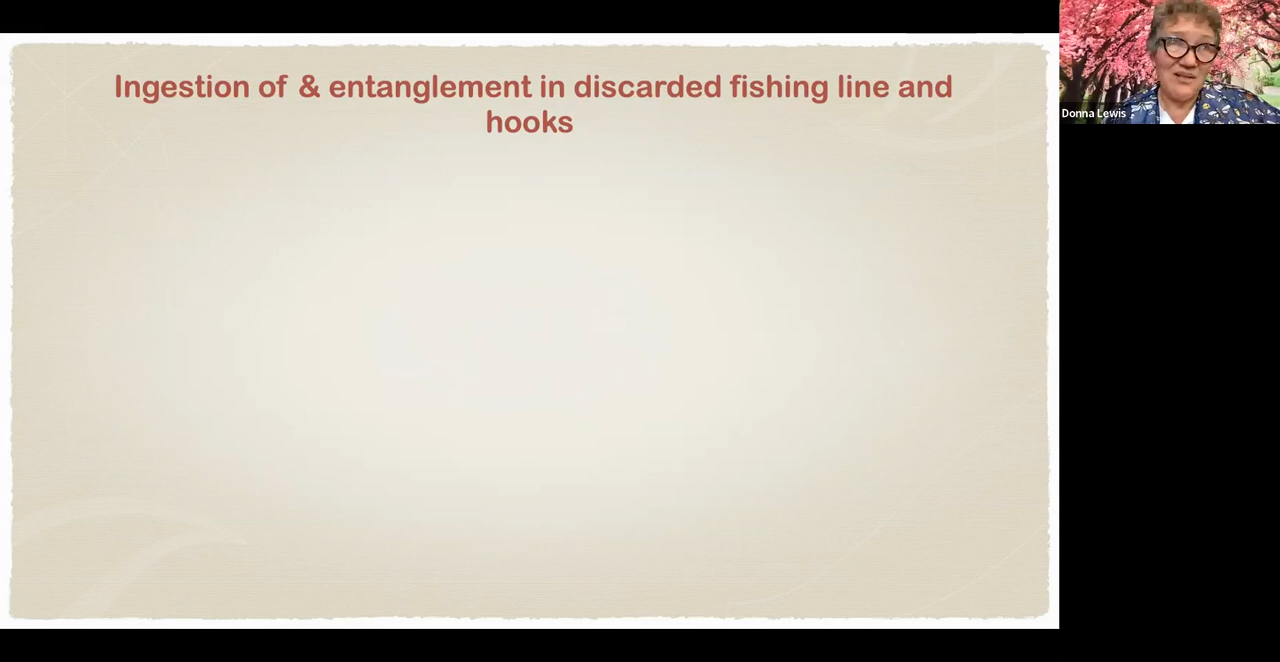 Ingestion of & entanglement in discarded fishing line and
hooks
Donna Lewis